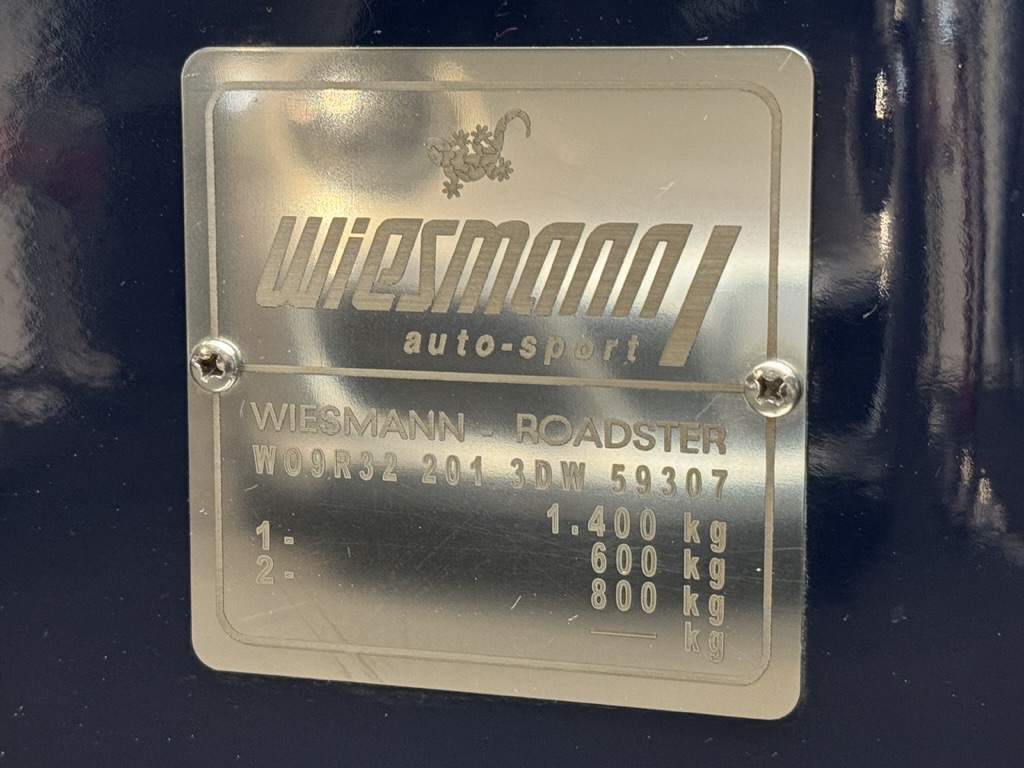 wiesmann
auto-sport
WIESMANN - ROADSTER
W09R32 201 3DW 59307
1.400 kg
1- 600 kg
2- 800 kg
kg